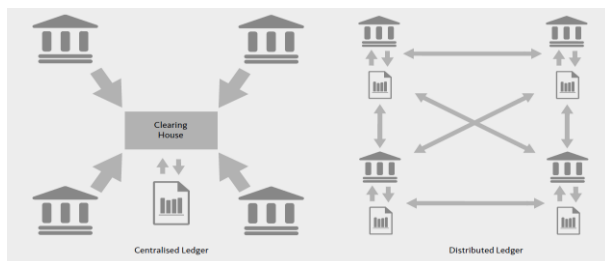 Clearing
House
Centralised Ledger
Distributed Ledger